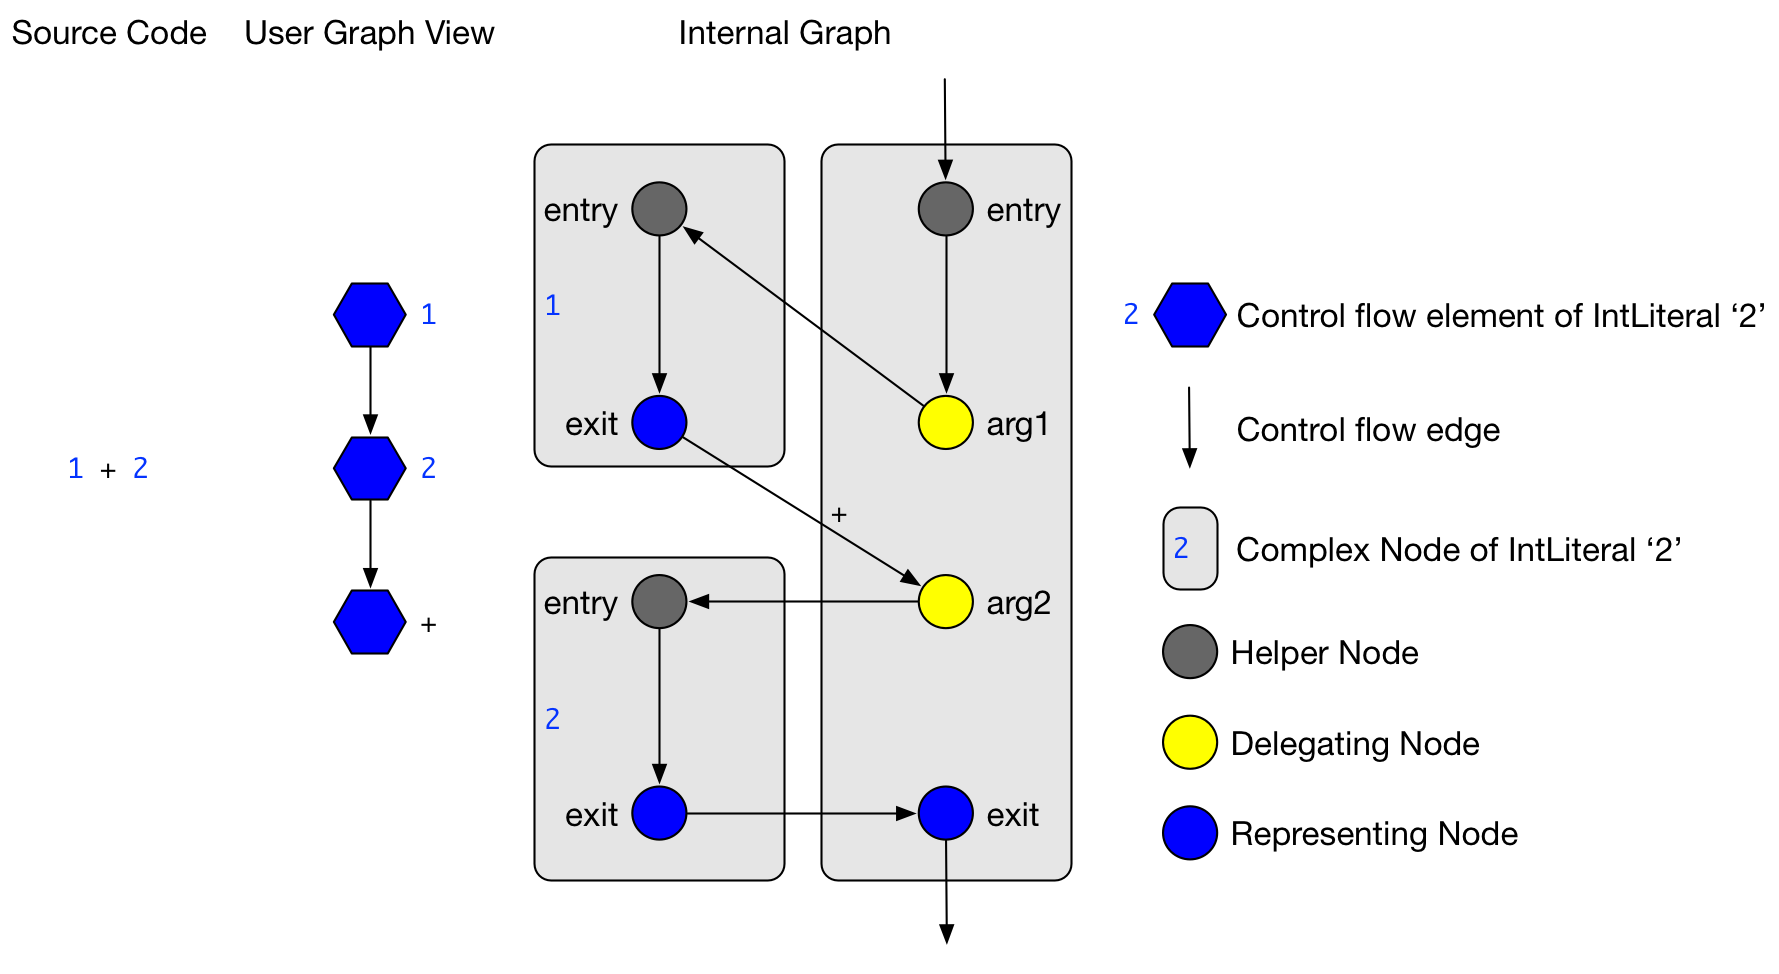 Source Code
User Graph View
Internal Graph
1 + 2
1
2
+
entry
1
exit
entry
2
exit
entry
arg1
+
arg2
exit
2 Control flow element of IntLiteral ‘2’
Control flow edge
2 Complex Node of IntLiteral ‘2’
Helper Node
Delegating Node
Representing Node